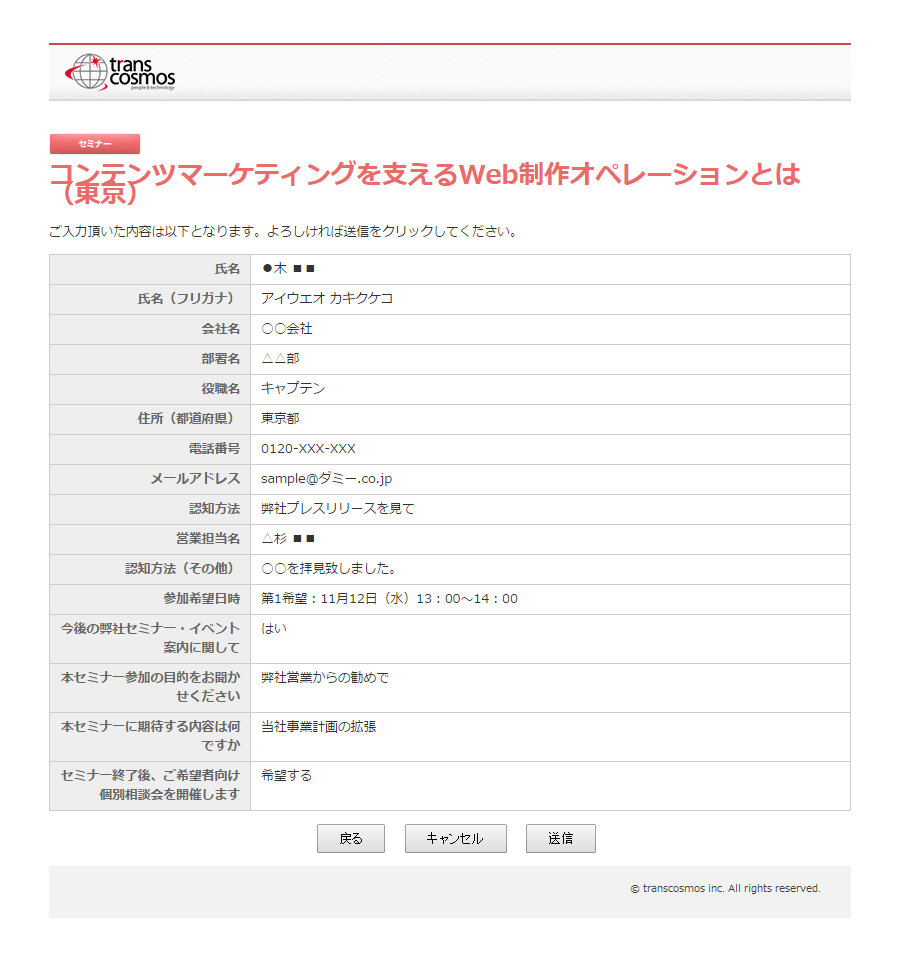 trans
cosmos
people & technology
セミナー
コンテンツマーケティングを支えるWeb制作オペレーションとは
（東京）
ご入力頂いた内容は以下となります。よろしければ送信をクリックしてください。
氏名 ●木 ■ ■
氏名（フリガナ） アイウエオ カキクケコ
会社名 〇〇会社
部署名 △△部
役職名 キャプテン
住所（都道府県） 東京都
電話番号 0120-XXX-XXX
メールアドレス sample@ダミー.co.jp
認知方法 弊社プレスリリースを見て
営業担当名 △杉 ■ ■
認知方法（その他） 〇〇を拝見致しました。
参加希望日時 第1希望：11月12日（水）13：00～14：00
今後の弊社セミナー・イベント はい
案内に関して
本セミナー参加の目的をお聞か 弊社営業からの勧めで
せください
本セミナーに期待する内容は何 当社事業計画の拡張
ですか
セミナー終了後、ご希望者向け 希望する
個別相談会を開催します
戻る キャンセル 送信
© transcosmos inc. All rights reserved.